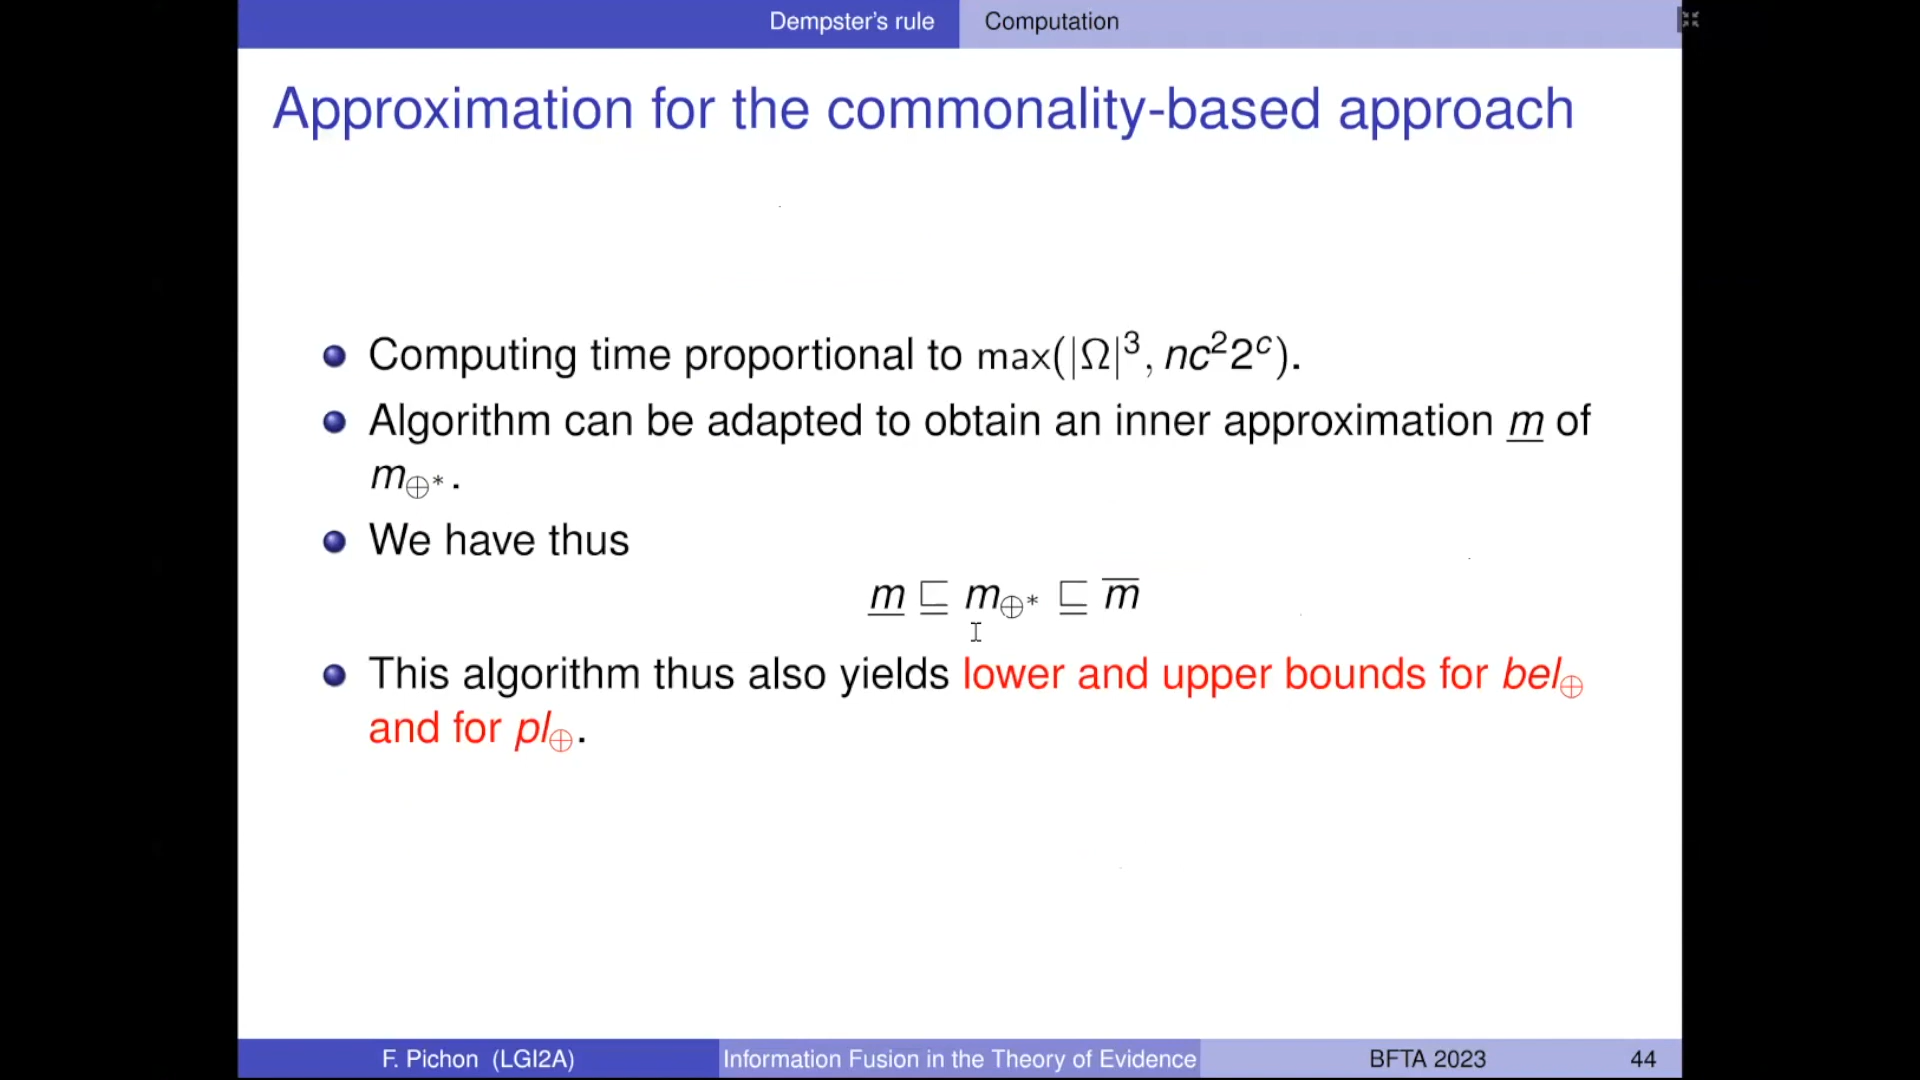 Dempster's rule Computation
Approximation for the commonality-based approach
Computing time proportional to max(|Ω|³, nc²2ᶜ).
Algorithm can be adapted to obtain an inner approximation m̲ of
m⊕*.
We have thus
m̲ ⊑ m⊕* ⊑ m̅
This algorithm thus also yields lower and upper bounds for bel⊕
and for pl⊕.
F. Pichon (LGI2A) Information Fusion in the Theory of Evidence BFTA 2023 44